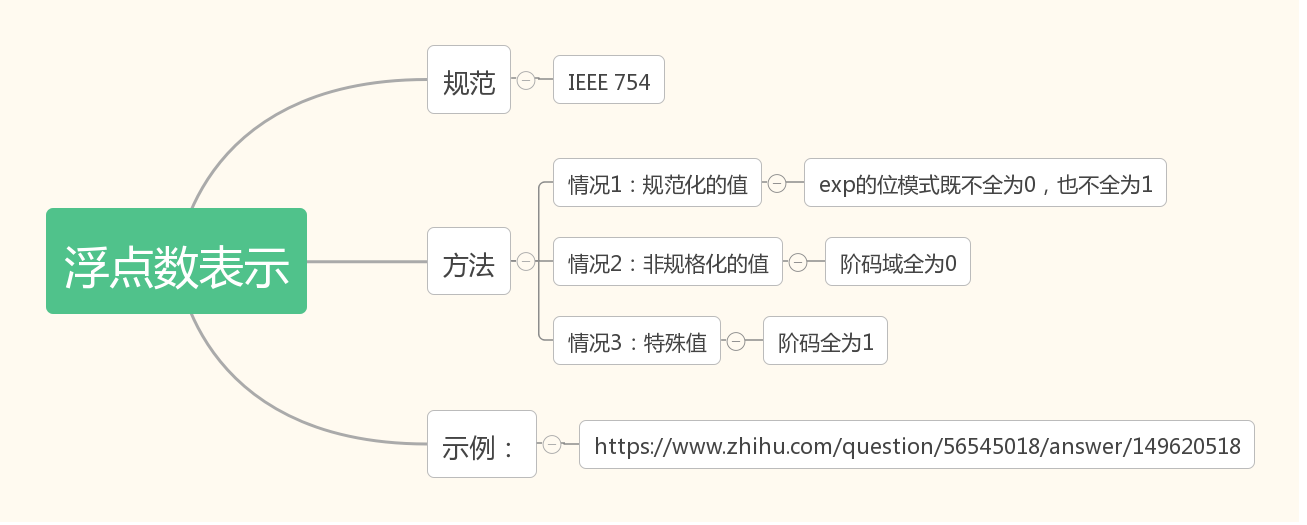 浮点数表示
规范
IEEE 754
方法
情况1：规范化的值
exp的位模式既不全为0，也不全为1
情况2：非规格化的值
阶码域全为0
情况3：特殊值
阶码全为1
示例：
https://www.zhihu.com/question/56545018/answer/149620518